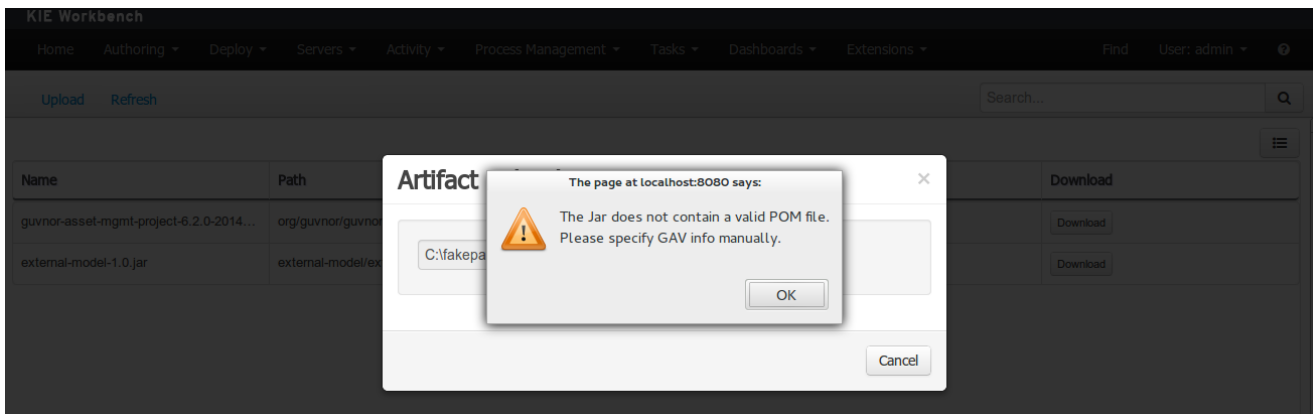 KIE Workbench
Home Authoring Deploy Servers Activity Process Management Tasks Dashboards Extensions Find User: admin
Upload Refresh Search...
Name Path Download
guvnor-asset-mgmt-project-6.2.0-2014... org/guvnor/guvnor Download
external-model-1.0.jar external-model/ex Download
Artifact
The page at localhost:8080 says:
The Jar does not contain a valid POM file.
Please specify GAV info manually.
C:\fakepa
OK
Cancel